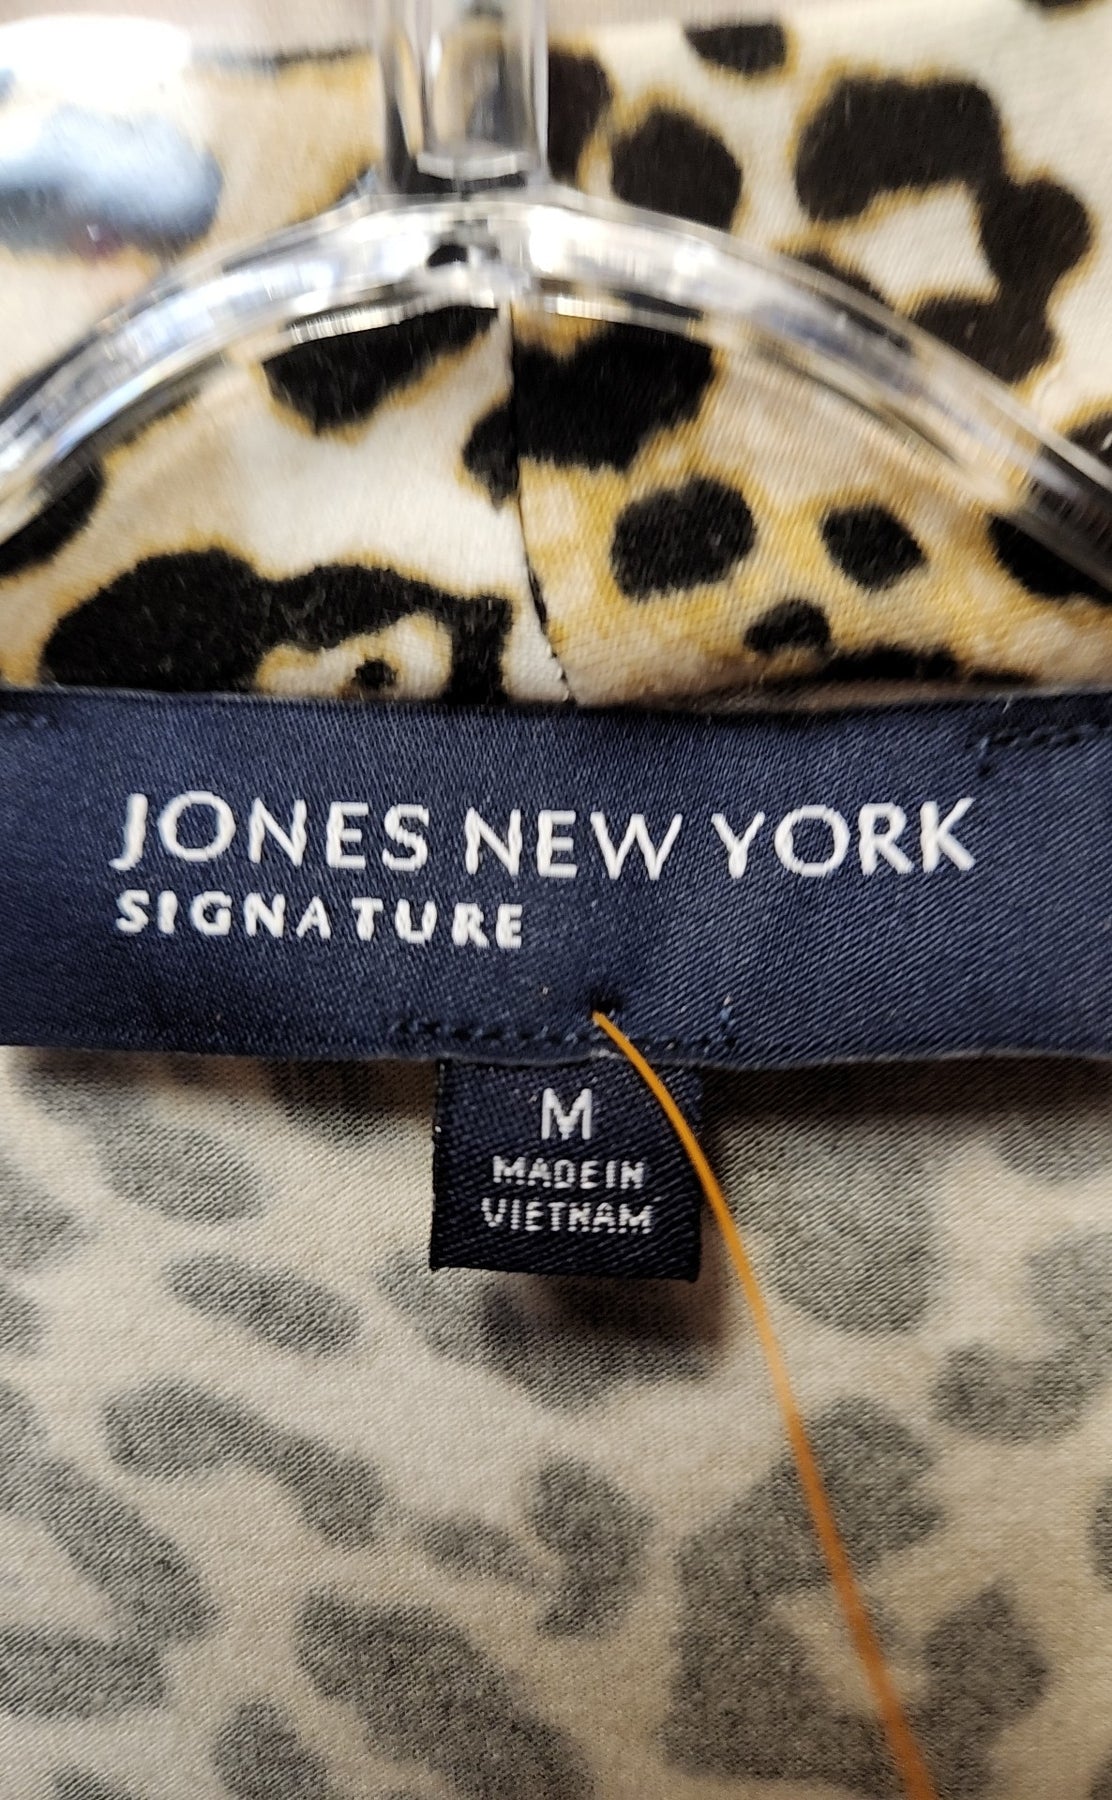 JONES NEW YORK
SIGNATURE
M
MADE IN
VIETNAM